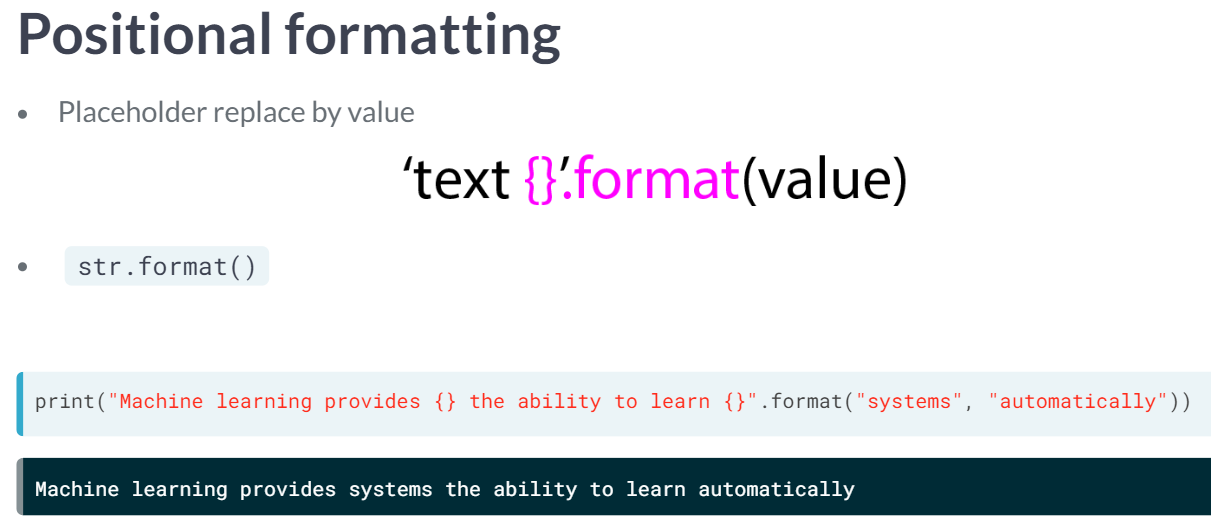 Positional formatting
• Placeholder replace by value
‘text {}’.format(value)
• str.format()
print("Machine learning provides {} the ability to learn {}".format("systems", "automatically"))
Machine learning provides systems the ability to learn automatically